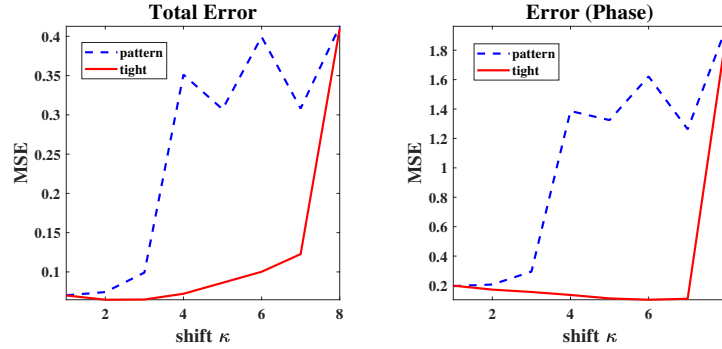 Total Error
0.4
0.35
0.3
0.25
0.2
0.15
0.1
MSE
pattern
tight
2
4
6
8
shift κ
Error (Phase)
1.8
1.6
1.4
1.2
1
0.8
0.6
0.4
0.2
MSE
pattern
tight
2
4
6
shift κ